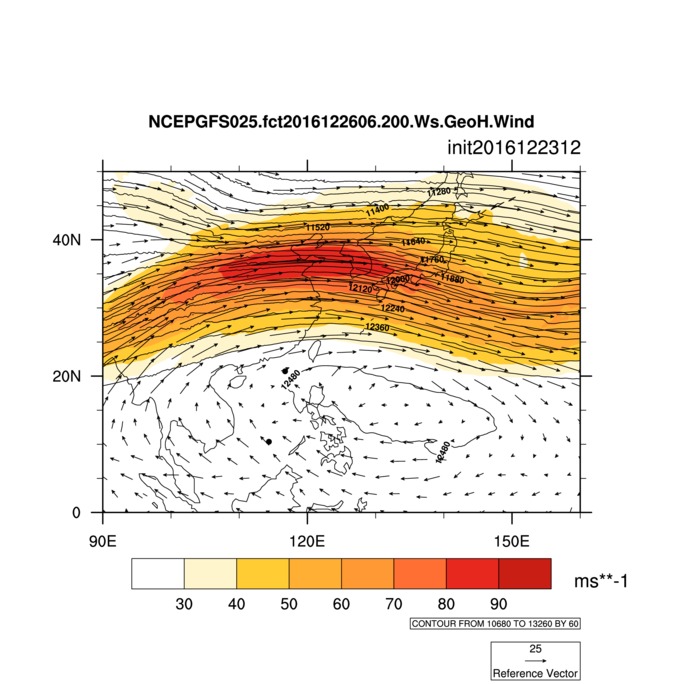 NCEPGFS025.fct2016122606.200.Ws.GeoH.Wind
init2016122312
11280
11400
11520
40N
11640
11760
11880
12000
12120
12240
12360
12480
20N
12480
0
90E 120E 150E
ms**-1
30 40 50 60 70 80 90
CONTOUR FROM 10680 TO 13260 BY 60
25
Reference Vector